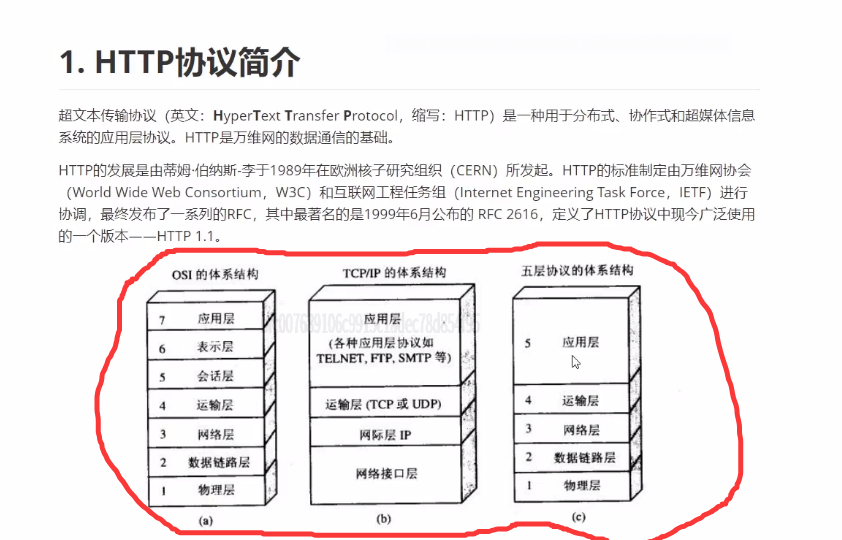 1. HTTP协议简介
超文本传输协议（英文：HyperText Transfer Protocol，缩写：HTTP）是一种用于分布式、协作式和超媒体信息
系统的应用层协议。HTTP是万维网的数据通信的基础。
HTTP的发展是由蒂姆·伯纳斯-李于1989年在欧洲核子研究组织（CERN）所发起。HTTP的标准制定由万维网协会
（World Wide Web Consortium，W3C）和互联网工程任务组（Internet Engineering Task Force，IETF）进行
协调，最终发布了一系列的RFC，其中最著名的是1999年6月公布的 RFC 2616，定义了HTTP协议中现今广泛使用
的一个版本——HTTP 1.1。
OSI 的体系结构
7 应用层
6 表示层
5 会话层
4 运输层
3 网络层
2 数据链路层
1 物理层
(a)
TCP/IP 的体系结构
应用层
(各种应用层协议如
TELNET, FTP, SMTP 等)
运输层 (TCP 或 UDP)
网际层 IP
网络接口层
(b)
五层协议的体系结构
5 应用层
4 运输层
3 网络层
2 数据链路层
1 物理层
(c)